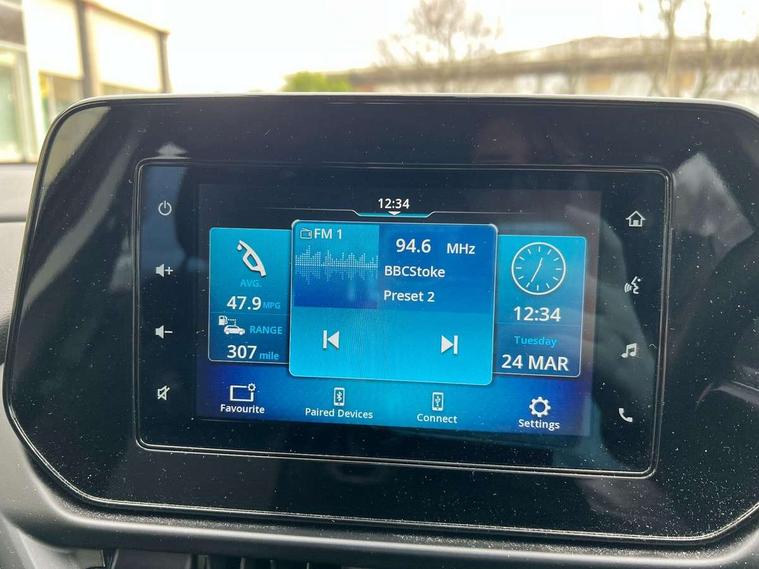 12:34
AVG.
47.9 MPG
RANGE
307 mile
FM 1
94.6 MHz
BBCStoke
Preset 2
12:34
Tuesday
24 MAR
Favourite
Paired Devices
Connect
Settings